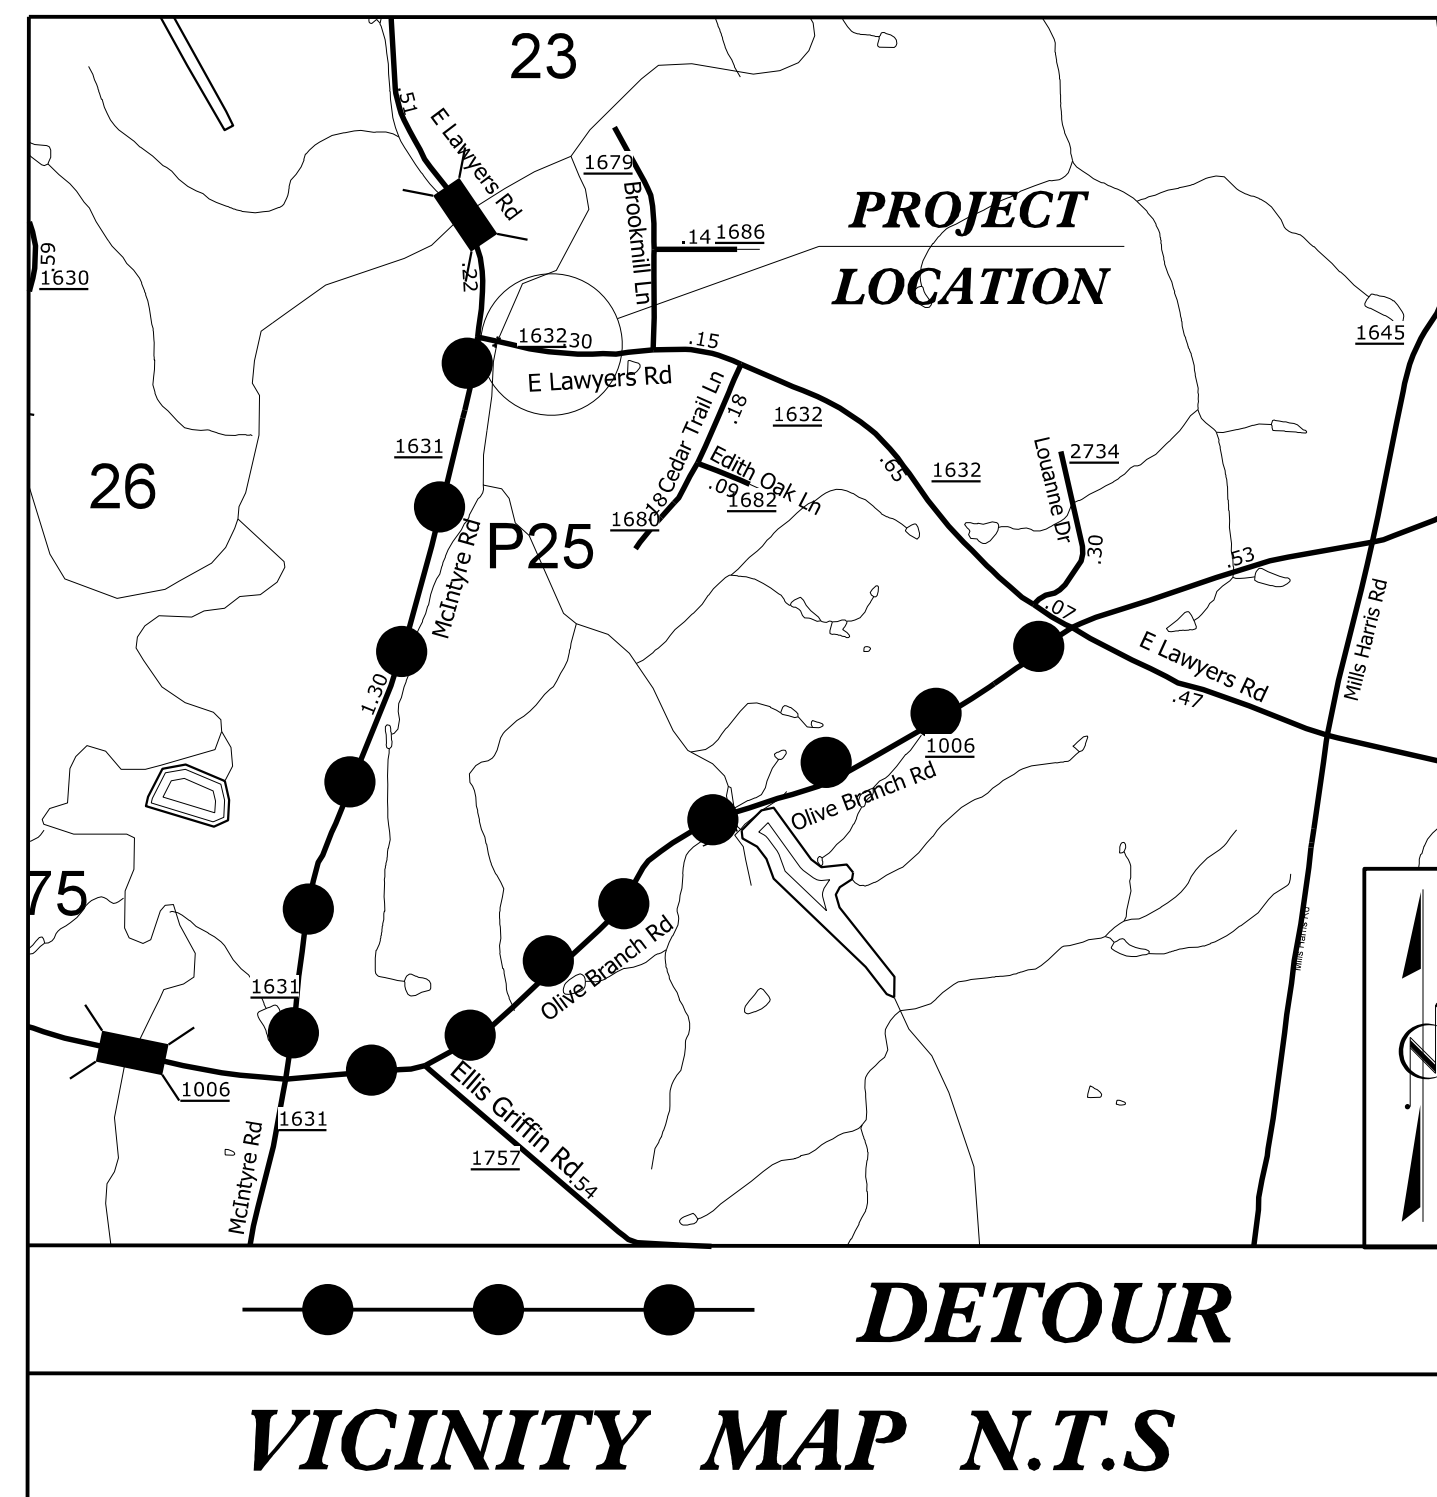 23
.51
E Lawyers Rd
1679
Brookmill Ln
PROJECT
.14 1686
.59
1630
.22
LOCATION
1632 .30
.15
1645
E Lawyers Rd
Cedar Trail Ln
.18
1632
1631
Edith Oak Ln
.65
1632
Louanne Dr
2734
26
.09
1682
.18
1680
P25
McIntyre Rd
.30
.53
.07
Mills Harris Rd
E Lawyers Rd
1.30
.47
1006
Olive Branch Rd
75
Olive Branch Rd
Mills Harris Rd
1631
N
1006
Ellis Griffin Rd
1631
McIntyre Rd
1757
.54
DETOUR
VICINITY MAP N.T.S